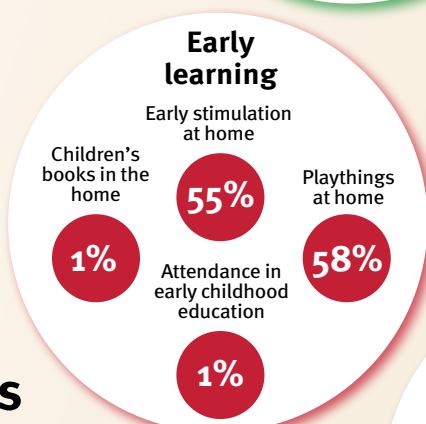 Early
learning
Early stimulation
at home
55%
Children's
books in the
home
1%
Playthings
at home
58%
Attendance in
early childhood
education
1%
s